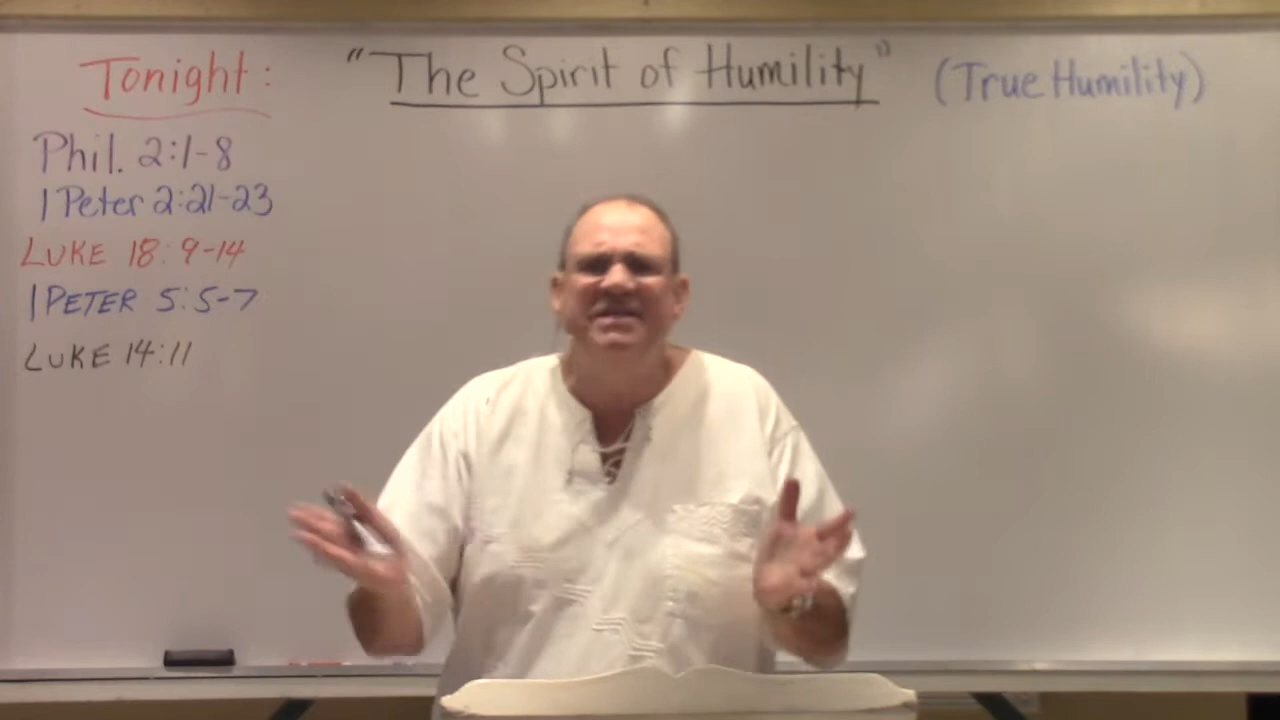 Tonight: "The Spirit of Humility" (True Humility)
Phil. 2:1-8
1 Peter 2:21-23
LUKE 18:9-14
1 PETER 5:5-7
LUKE 14:11